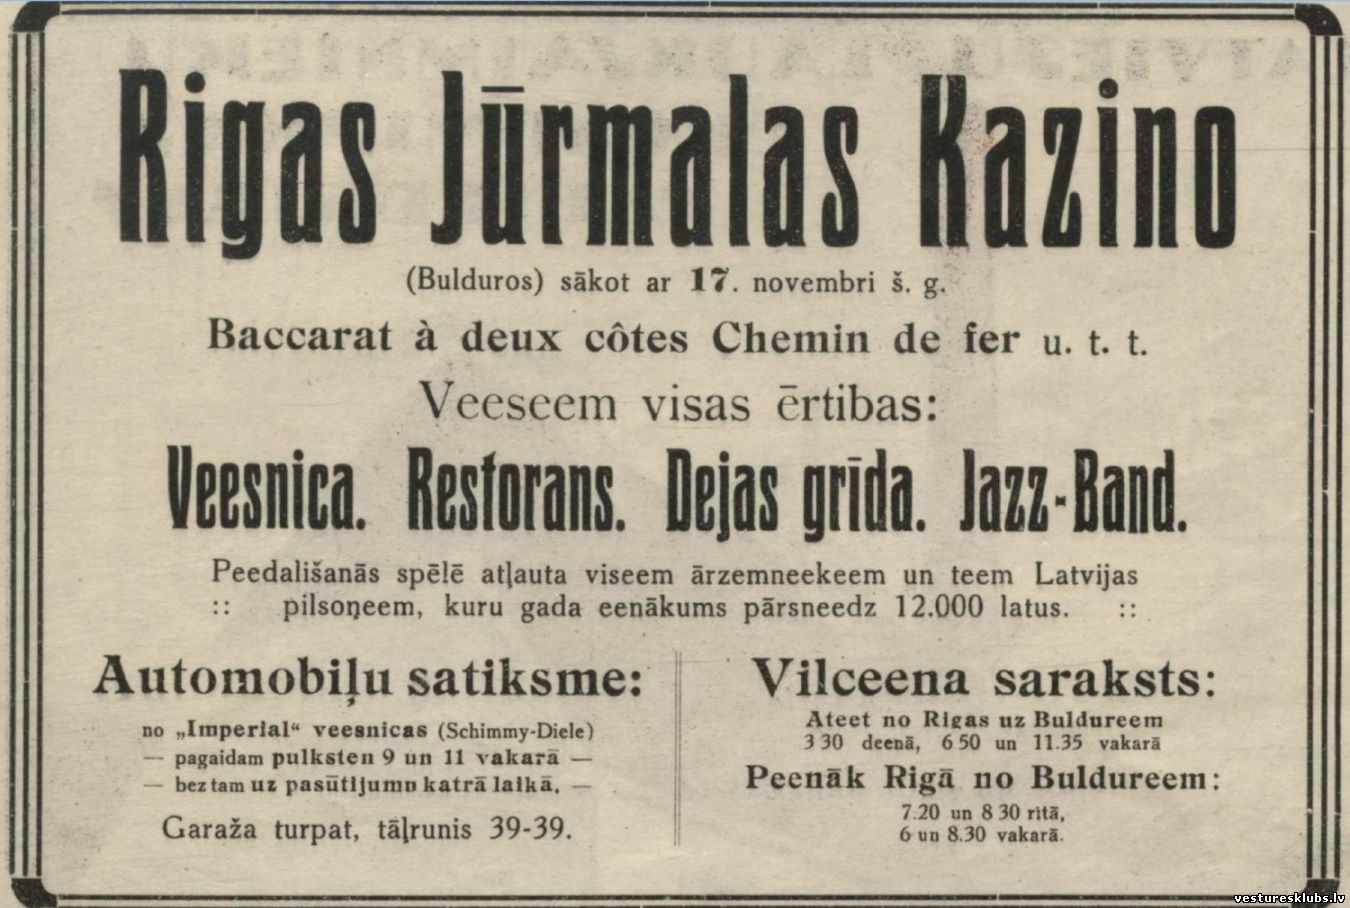 Rigas Jūrmalas Kazino
(Bulduros) sākot ar 17. novembri š. g.
Baccarat à deux côtes Chemin de fer u. t. t.
Veeseem visas ērtibas:
Veesnica. Restorans. Dejas grīda. Jazz-Band.
Peedališanās spēlē atļauta viseem ārzemneekeem un teem Latvijas
:: pilsoņeem, kuru gada eenākums pārsneedz 12.000 latus. ::
Automobiļu satiksme:
no „Imperial“ veesnicas (Schimmy-Diele)
— pagaidam pulksten 9 un 11 vakarā —
— bez tam uz pasūtijumu katrā laikā. —
Garaža turpat, tāļrunis 39-39.
Vilceena saraksts:
Ateet no Rigas uz Buldureem
3 30 deenā, 6 50 un 11.35 vakarā
Peenāk Rigā no Buldureem:
7.20 un 8 30 ritā,
6 un 8.30 vakarā.
vesturesklubs.lv